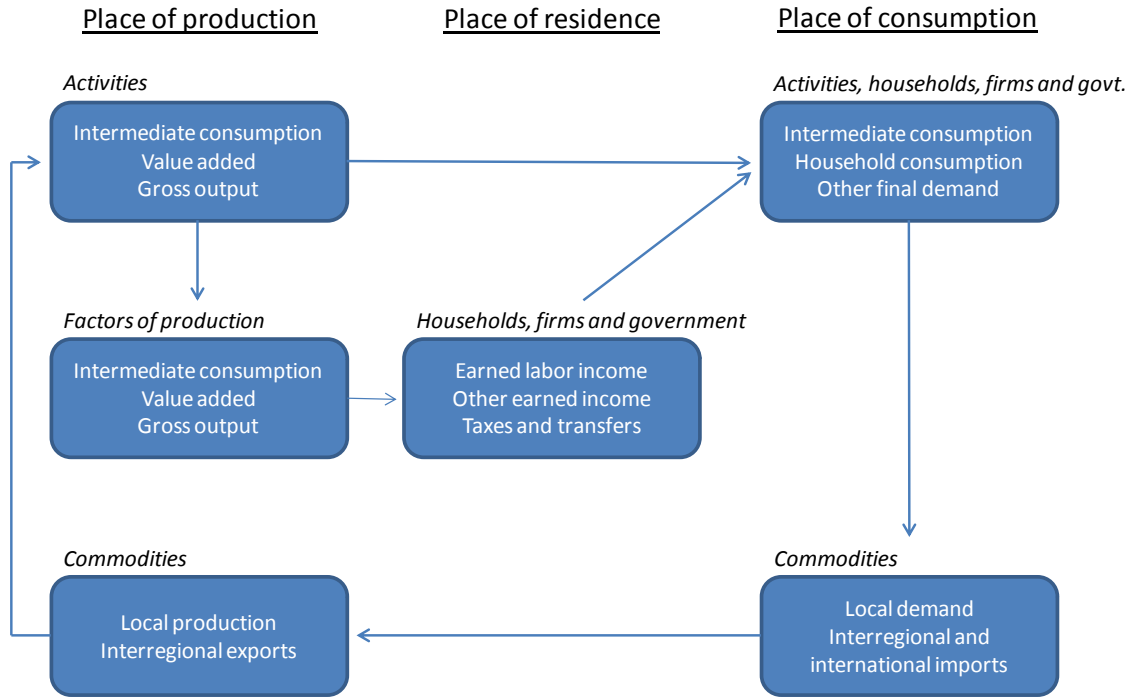 Place of production
Place of residence
Place of consumption
Activities
Activities, households, firms and govt.
Intermediate consumption
Value added
Gross output
Intermediate consumption
Household consumption
Other final demand
Factors of production
Households, firms and government
Intermediate consumption
Value added
Gross output
Earned labor income
Other earned income
Taxes and transfers
Commodities
Commodities
Local production
Interregional exports
Local demand
Interregional and
international imports